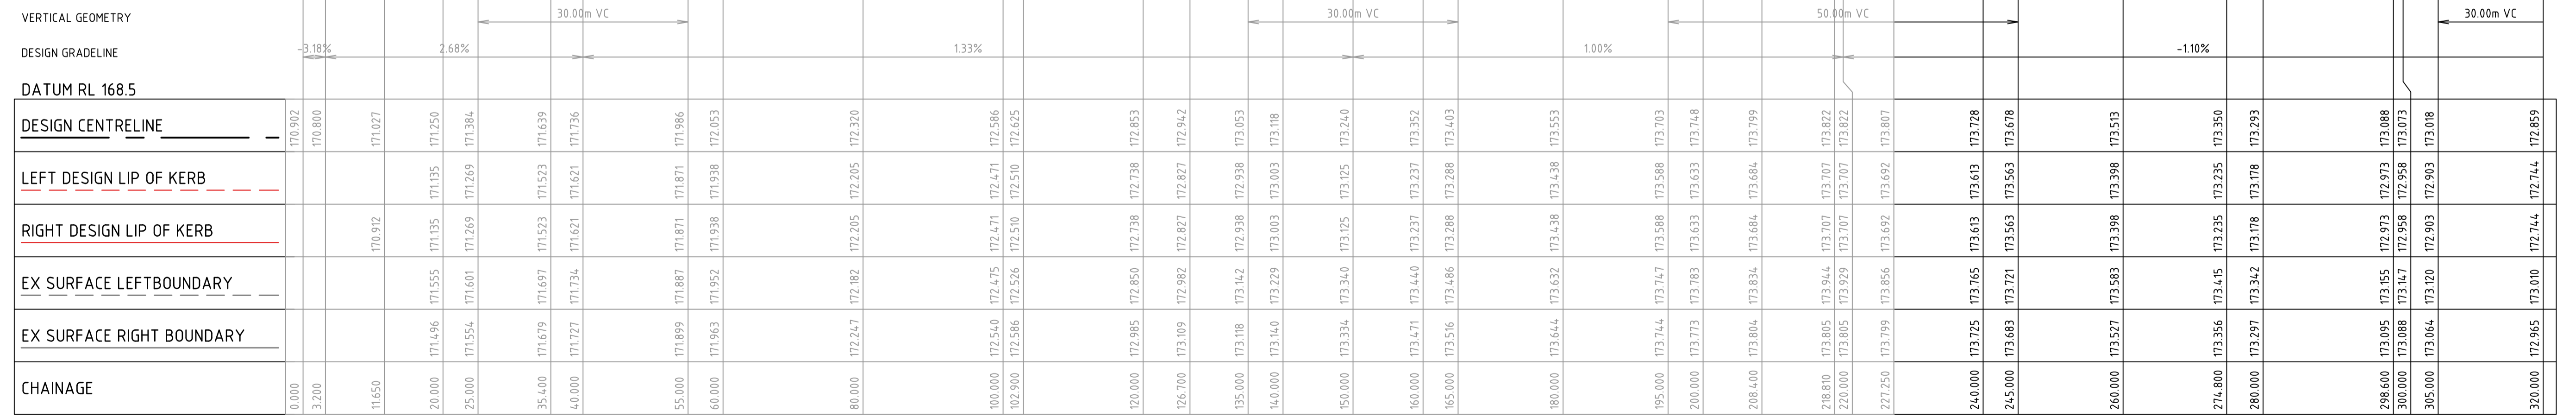 VERTICAL GEOMETRY 30.00m VC 30.00m VC 50.00m VC 30.00m VC
DESIGN GRADELINE -3.18% 2.68% 1.33% 1.00% -1.10%
DATUM RL 168.5
DESIGN CENTRELINE 170.902 170.800 171.027 171.250 171.384 171.639 171.736 171.986 172.053 172.320 172.586 172.625 172.853 172.942 173.053 173.118 173.240 173.352 173.403 173.553 173.703 173.748 173.799 173.822 173.822 173.807 173.728 173.678 173.513 173.350 173.293 173.088 173.073 173.018 172.859
LEFT DESIGN LIP OF KERB 171.135 171.269 171.523 171.621 171.871 171.938 172.205 172.471 172.510 172.738 172.827 172.938 173.003 173.125 173.237 173.288 173.438 173.588 173.633 173.684 173.707 173.707 173.692 173.613 173.563 173.398 173.235 173.178 172.973 172.958 172.903 172.744
RIGHT DESIGN LIP OF KERB 170.912 171.135 171.269 171.523 171.621 171.871 171.938 172.205 172.471 172.510 172.738 172.827 172.938 173.003 173.125 173.237 173.288 173.438 173.588 173.633 173.684 173.707 173.707 173.692 173.613 173.563 173.398 173.235 173.178 172.973 172.958 172.903 172.744
EX SURFACE LEFTBOUNDARY 171.555 171.601 171.697 171.734 171.887 171.952 172.182 172.475 172.526 172.850 172.982 173.142 173.229 173.340 173.440 173.486 173.632 173.747 173.783 173.834 173.944 173.929 173.856 173.765 173.721 173.583 173.415 173.342 173.155 173.147 173.120 173.010
EX SURFACE RIGHT BOUNDARY 171.496 171.554 171.679 171.727 171.899 171.963 172.247 172.540 172.586 172.985 173.109 173.118 173.140 173.334 173.471 173.516 173.644 173.744 173.773 173.804 173.805 173.805 173.799 173.725 173.683 173.527 173.356 173.297 173.095 173.088 173.064 172.965
CHAINAGE 0.000 3.200 11.650 20.000 25.000 35.400 40.000 55.000 60.000 80.000 100.000 102.900 120.000 126.700 135.000 140.000 150.000 160.000 165.000 180.000 195.000 200.000 208.400 218.810 220.000 227.250 240.000 245.000 260.000 274.800 280.000 298.600 300.000 305.000 320.000